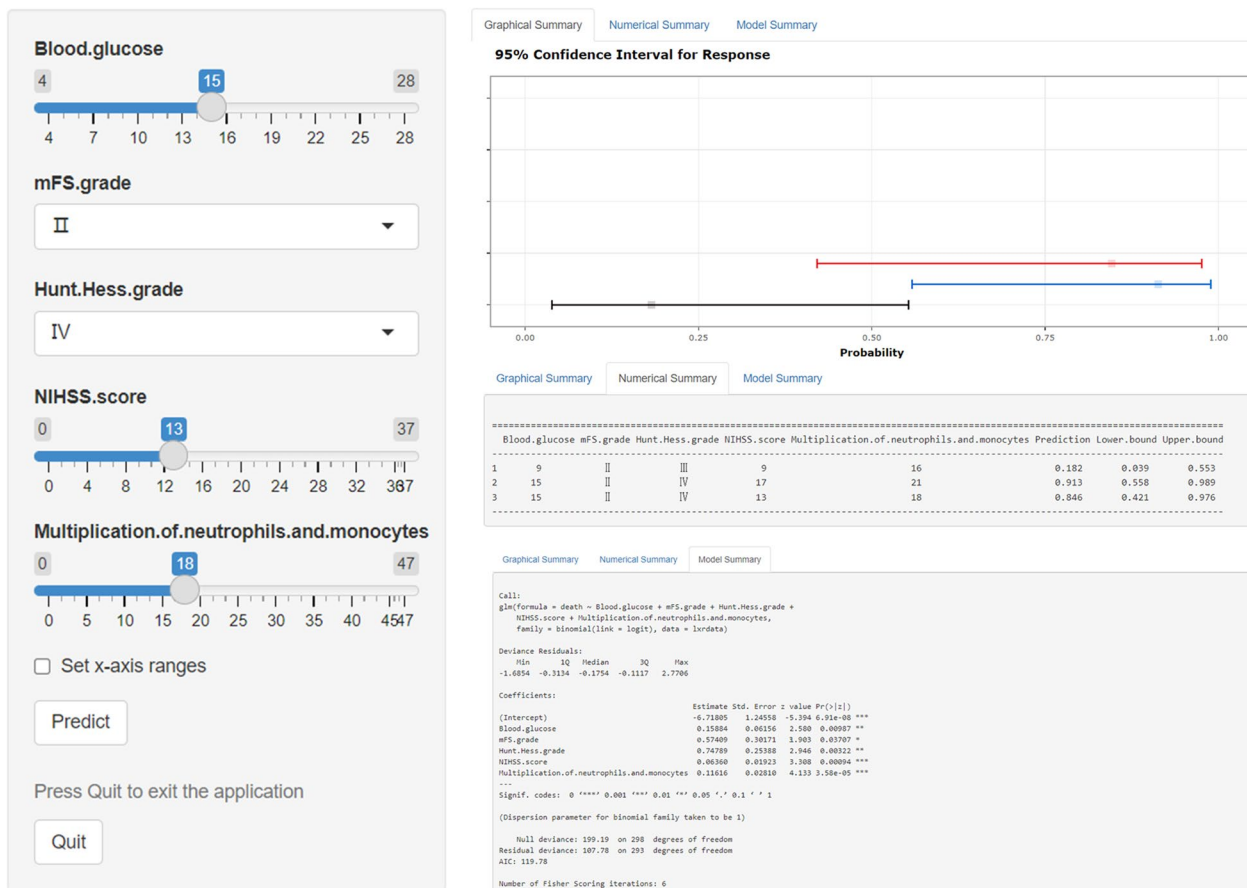 Blood.glucose
4 15 28
4 7 10 13 16 19 22 25 28
mFS.grade
Ⅱ
Hunt.Hess.grade
Ⅳ
NIHSS.score
0 13 37
0 4 8 12 16 20 24 28 32 3637
Multiplication.of.neutrophils.and.monocytes
0 18 47
0 5 10 15 20 25 30 35 40 4547
Set x-axis ranges
Predict
Press Quit to exit the application
Quit
Graphical Summary Numerical Summary Model Summary
95% Confidence Interval for Response
0.00 0.25 0.50 0.75 1.00
Probability
Graphical Summary Numerical Summary Model Summary
==========
Blood.glucose mFS.grade Hunt.Hess.grade NIHSS.score Multiplication.of.neutrophils.and.monocytes Prediction Lower.bound Upper.bound
----------
1 9 Ⅱ Ⅲ 9 16 0.182 0.039 0.553
2 15 Ⅱ Ⅳ 17 21 0.913 0.558 0.989
3 15 Ⅱ Ⅳ 13 18 0.846 0.421 0.976
----------
Graphical Summary Numerical Summary Model Summary
Call:
glm(formula = death ~ Blood.glucose + mFS.grade + Hunt.Hess.grade +
NIHSS.score + Multiplication.of.neutrophils.and.monocytes,
family = binomial(link = logit), data = lxrdata)
Deviance Residuals:
Min 1Q Median 3Q Max
-1.6854 -0.3134 -0.1754 -0.1117 2.7706
Coefficients:
Estimate Std. Error z value Pr(>|z|)
(Intercept) -6.71805 1.24558 -5.394 6.91e-08 ***
Blood.glucose 0.15884 0.06156 2.580 0.00987 **
mFS.grade 0.57409 0.30171 1.903 0.03707 *
Hunt.Hess.grade 0.74789 0.25388 2.946 0.00322 **
NIHSS.score 0.06360 0.01923 3.308 0.00094 ***
Multiplication.of.neutrophils.and.monocytes 0.11616 0.02810 4.133 3.58e-05 ***
---
Signif. codes: 0 ‘***’ 0.001 ‘**’ 0.01 ‘*’ 0.05 ‘.’ 0.1 ‘ ’ 1
(Dispersion parameter for binomial family taken to be 1)
Null deviance: 199.19 on 298 degrees of freedom
Residual deviance: 107.78 on 293 degrees of freedom
AIC: 119.78
Number of Fisher Scoring iterations: 6